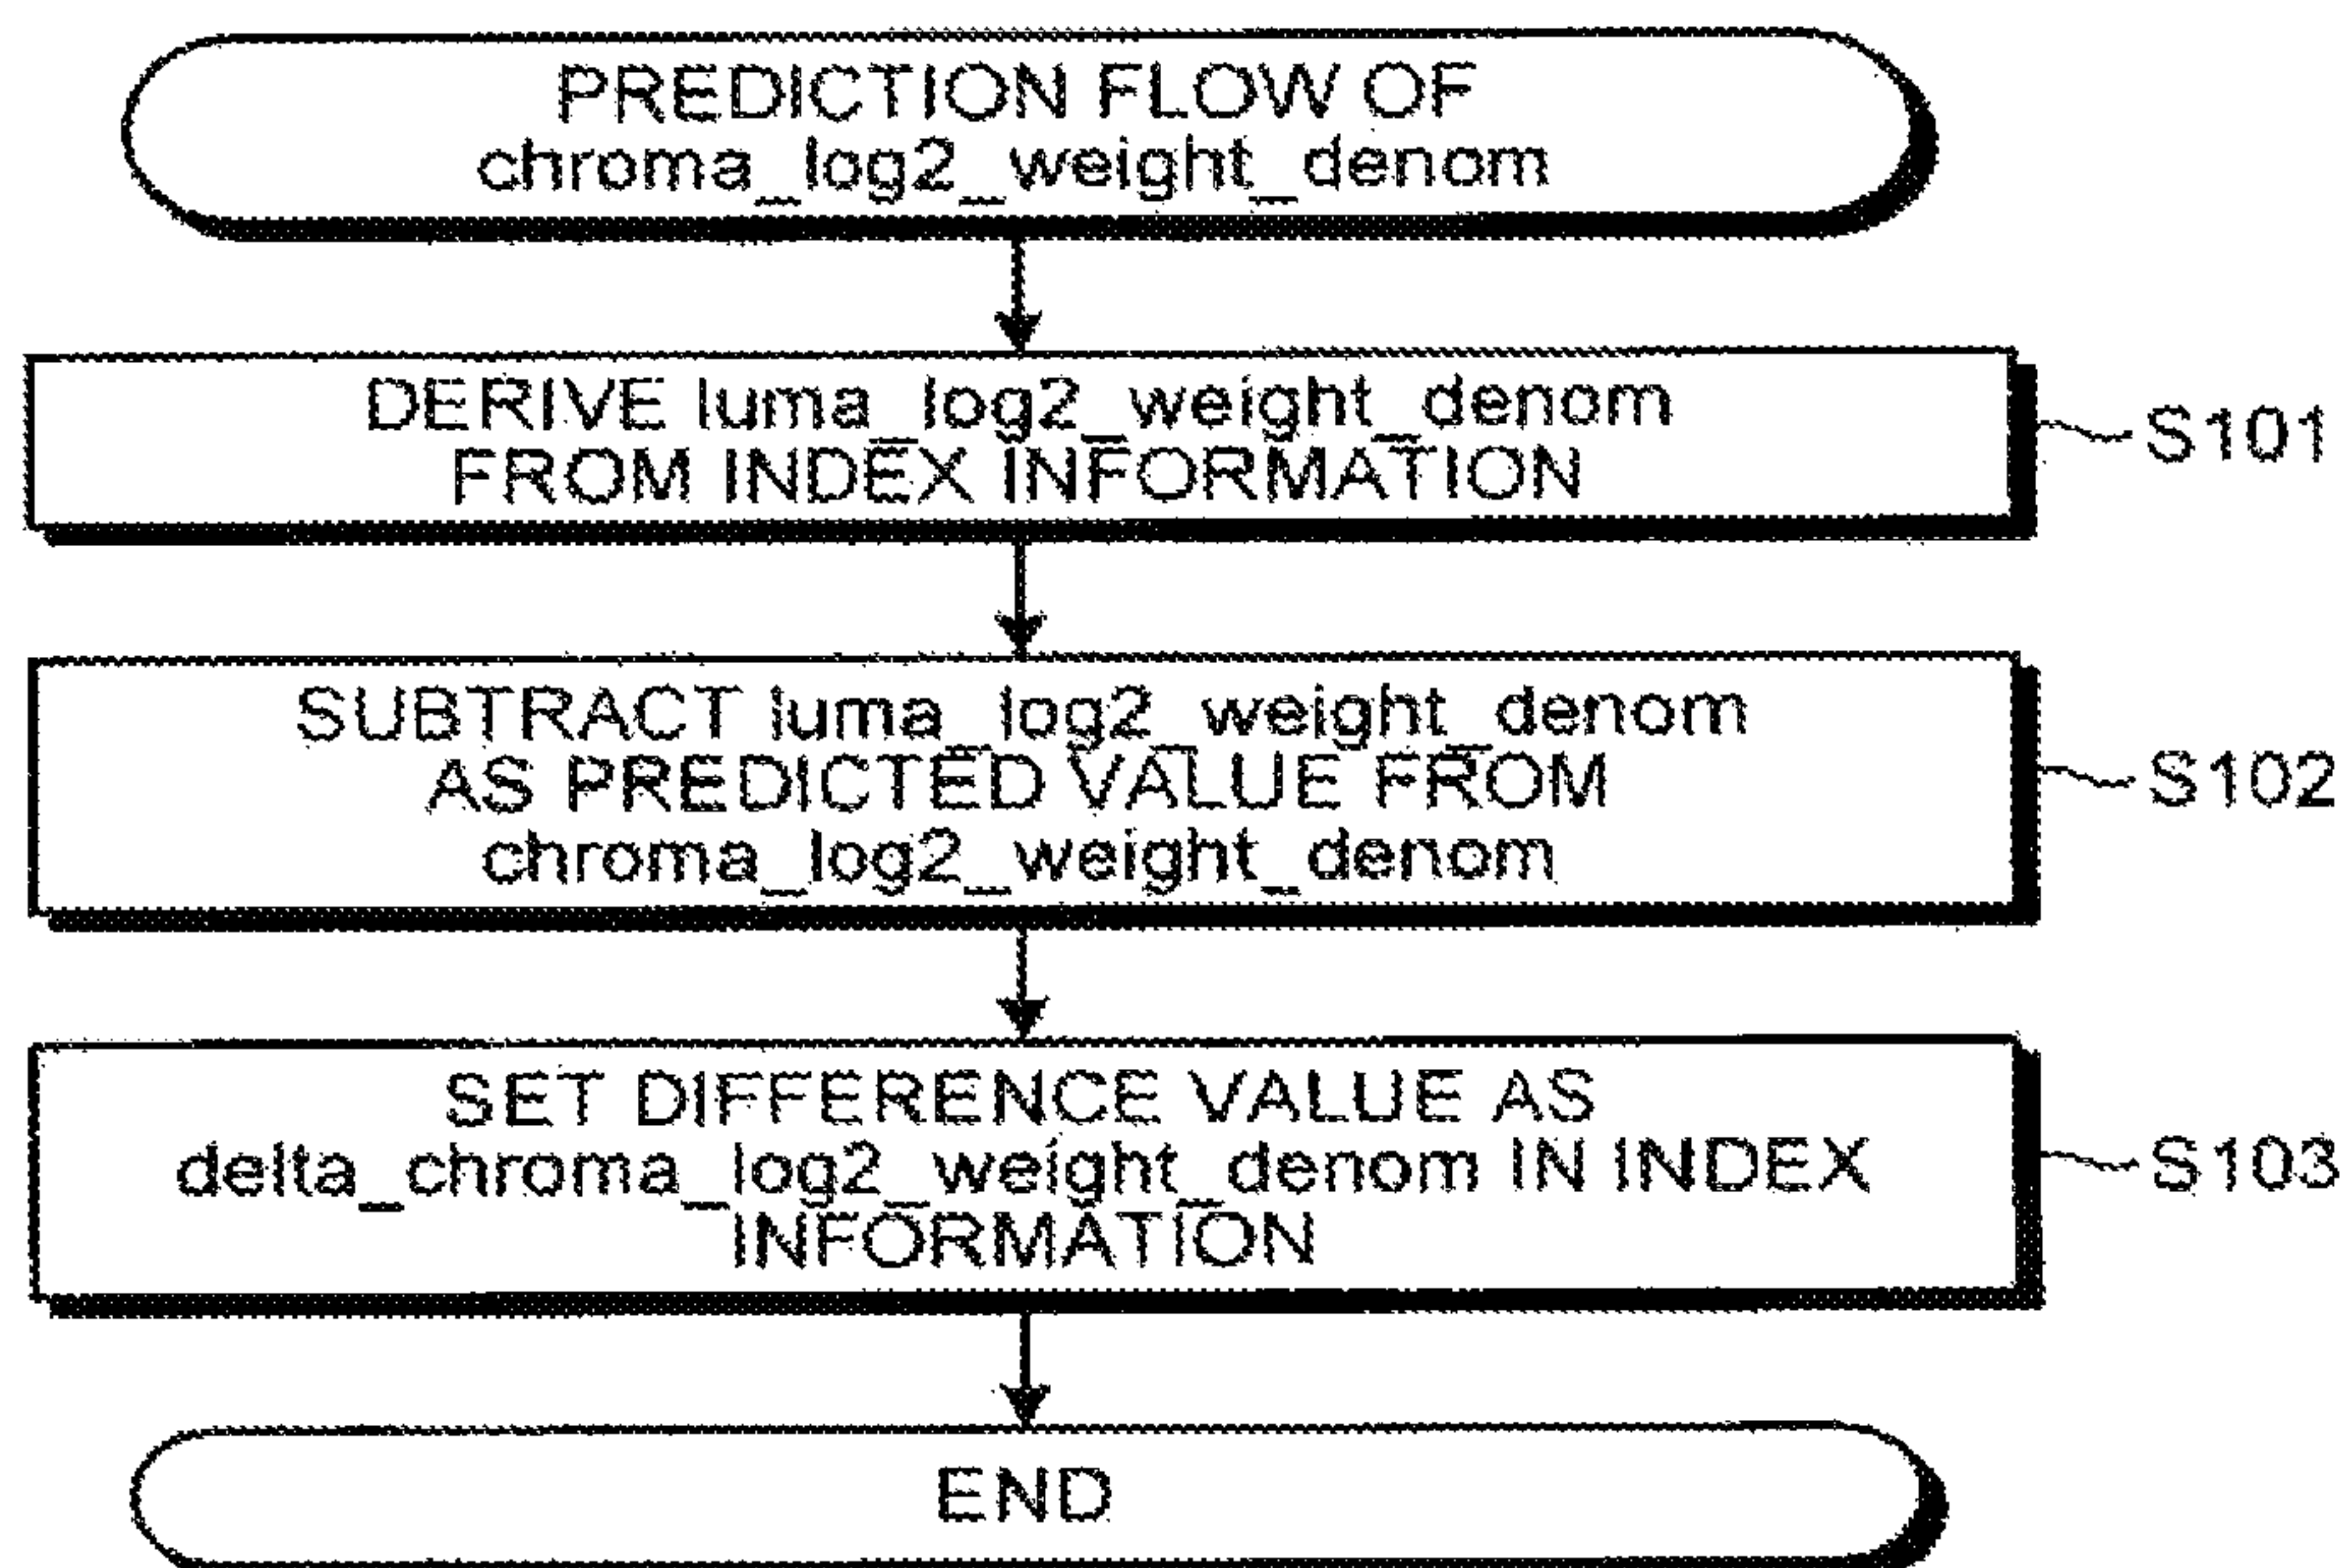 PREDICTION FLOW OF
chroma_log2_weight_denom
DERIVE luma_log2_weight_denom
FROM INDEX INFORMATION
S101
SUBTRACT luma_log2_weight_denom
AS PREDICTED VALUE FROM
chroma_log2_weight_denom
S102
SET DIFFERENCE VALUE AS
delta_chroma_log2_weight_denom IN INDEX
INFORMATION
S103
END